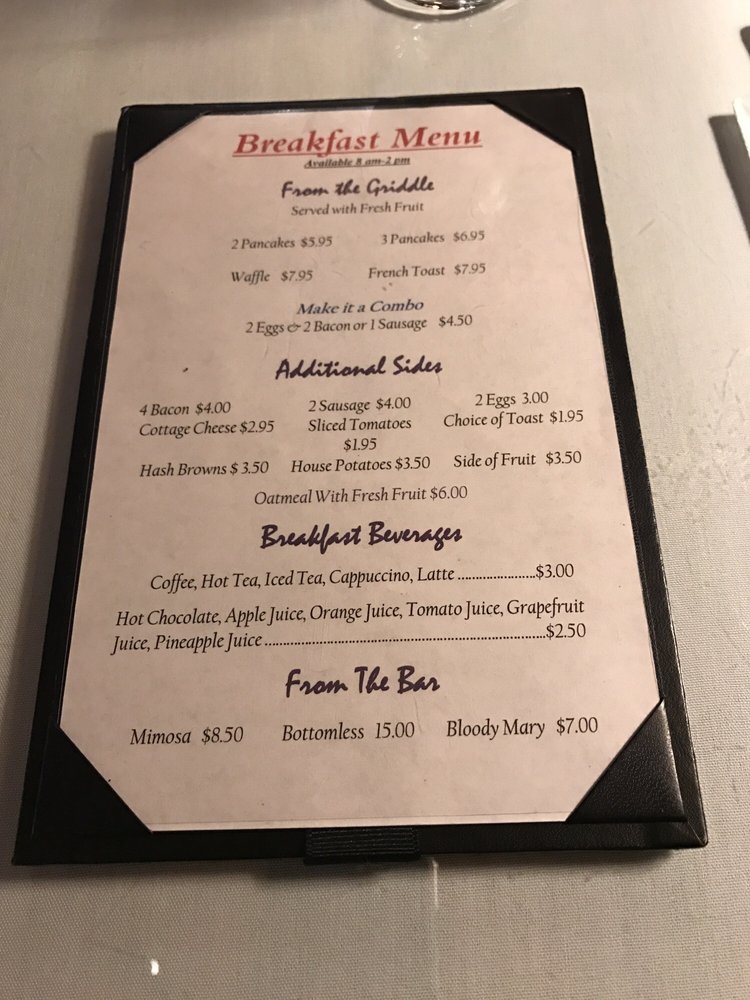 Breakfast Menu
Available 8 am-2 pm
From the Griddle
Served with Fresh Fruit
2 Pancakes $5.95 3 Pancakes $6.95
Waffle $7.95 French Toast $7.95
Make it a Combo
2 Eggs & 2 Bacon or 1 Sausage $4.50
Additional Sides
4 Bacon $4.00 2 Sausage $4.00 2 Eggs 3.00
Cottage Cheese $2.95 Sliced Tomatoes Choice of Toast $1.95
$1.95
Hash Browns $ 3.50 House Potatoes $3.50 Side of Fruit $3.50
Oatmeal With Fresh Fruit $6.00
Breakfast Beverages
Coffee, Hot Tea, Iced Tea, Cappuccino, Latte ......................$3.00
Hot Chocolate, Apple Juice, Orange Juice, Tomato Juice, Grapefruit
Juice, Pineapple Juice ..............................................................................$2.50
From The Bar
Mimosa $8.50 Bottomless 15.00 Bloody Mary $7.00